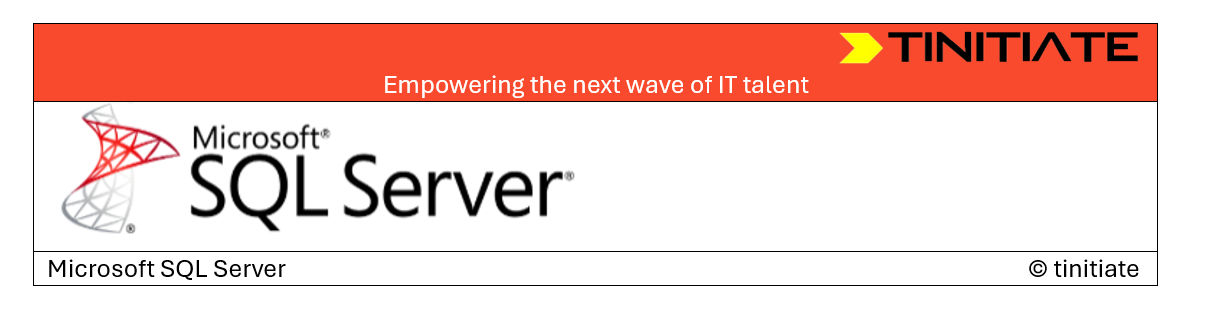 TINITIATE
Empowering the next wave of IT talent
Microsoft®
SQL Server®
®
Microsoft SQL Server
© tinitiate